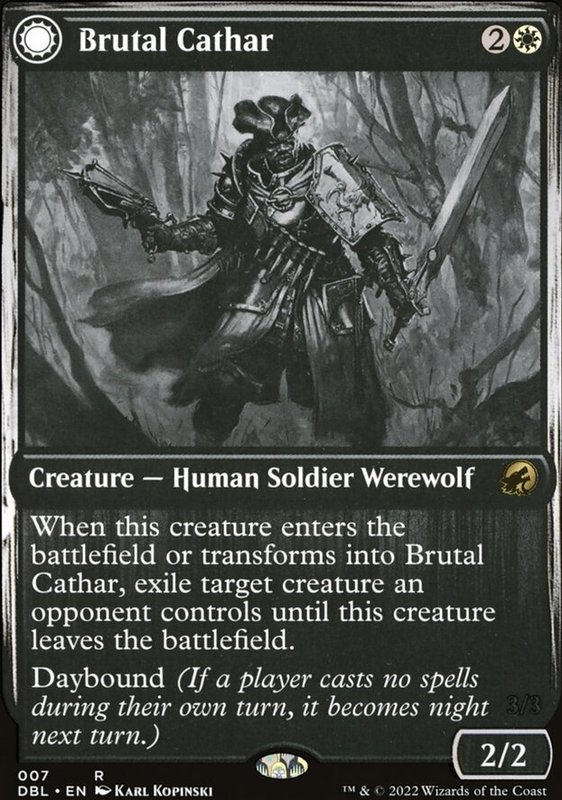 Brutal Cathar 2
Creature — Human Soldier Werewolf
When this creature enters the
battlefield or transforms into Brutal
Cathar, exile target creature an
opponent controls until this creature
leaves the battlefield.
Daybound (If a player casts no spells
during their own turn, it becomes night
next turn.)
3/3
2/2
007 R
DBL • EN Karl Kopinski
™ & © 2022 Wizards of the Coast